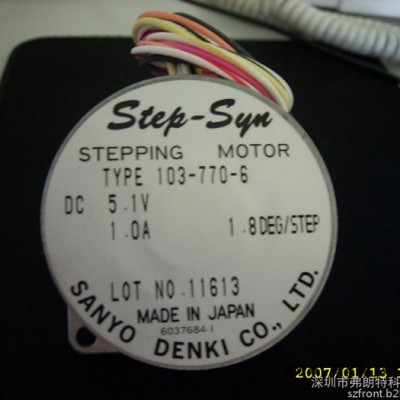 Step-Syn
STEPPING MOTOR
TYPE 103-770-6
DC 5.1V
1.0A 1.8DEG/STEP
LOT NO.11613
MADE IN JAPAN
6037684-1
SANYO DENKI CO., LTD.
2007/01/13
深圳市弗朗特科
szfront.b2